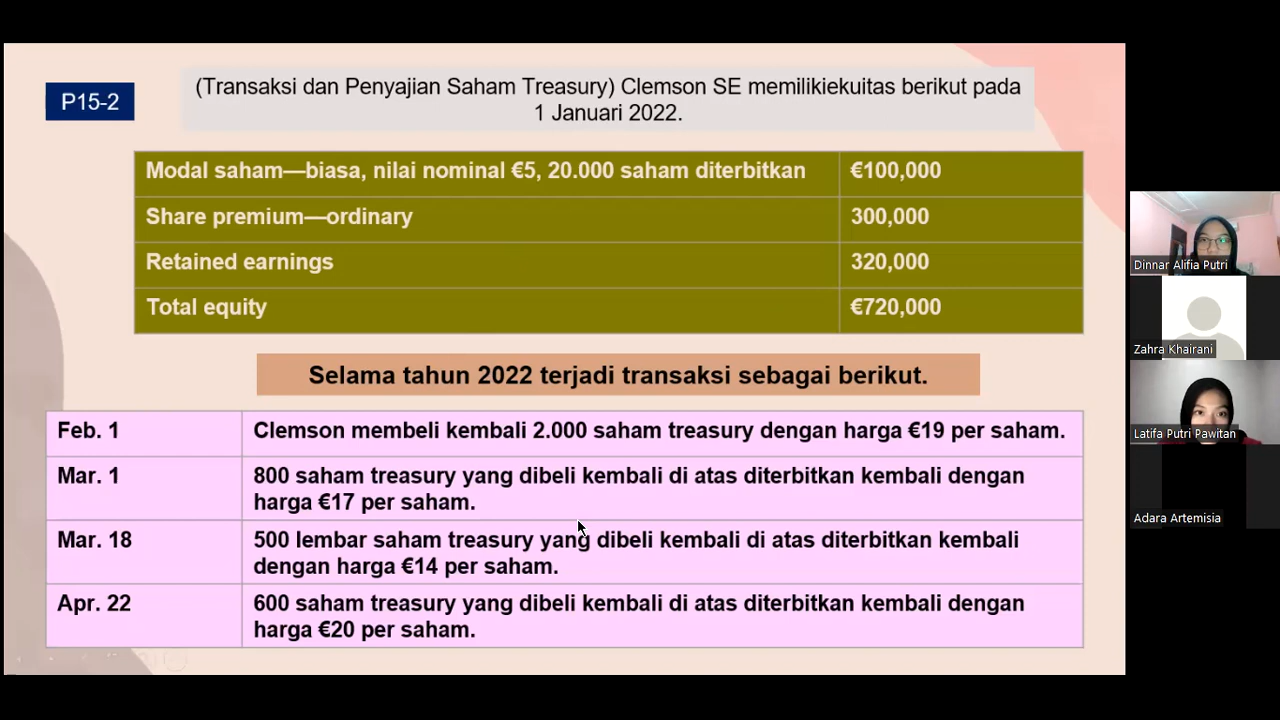 P15-2
(Transaksi dan Penyajian Saham Treasury) Clemson SE memilikiekuitas berikut pada
1 Januari 2022.
Modal saham—biasa, nilai nominal €5, 20.000 saham diterbitkan €100,000
Share premium—ordinary 300,000
Retained earnings 320,000
Total equity €720,000
Selama tahun 2022 terjadi transaksi sebagai berikut.
Feb. 1 Clemson membeli kembali 2.000 saham treasury dengan harga €19 per saham.
Mar. 1 800 saham treasury yang dibeli kembali di atas diterbitkan kembali dengan
harga €17 per saham.
Mar. 18 500 lembar saham treasury yang dibeli kembali di atas diterbitkan kembali
dengan harga €14 per saham.
Apr. 22 600 saham treasury yang dibeli kembali di atas diterbitkan kembali dengan
harga €20 per saham.
Dinnar Alifia Putri
Zahra Khairani
Latifa Putri Pawitan
Adara Artemisia